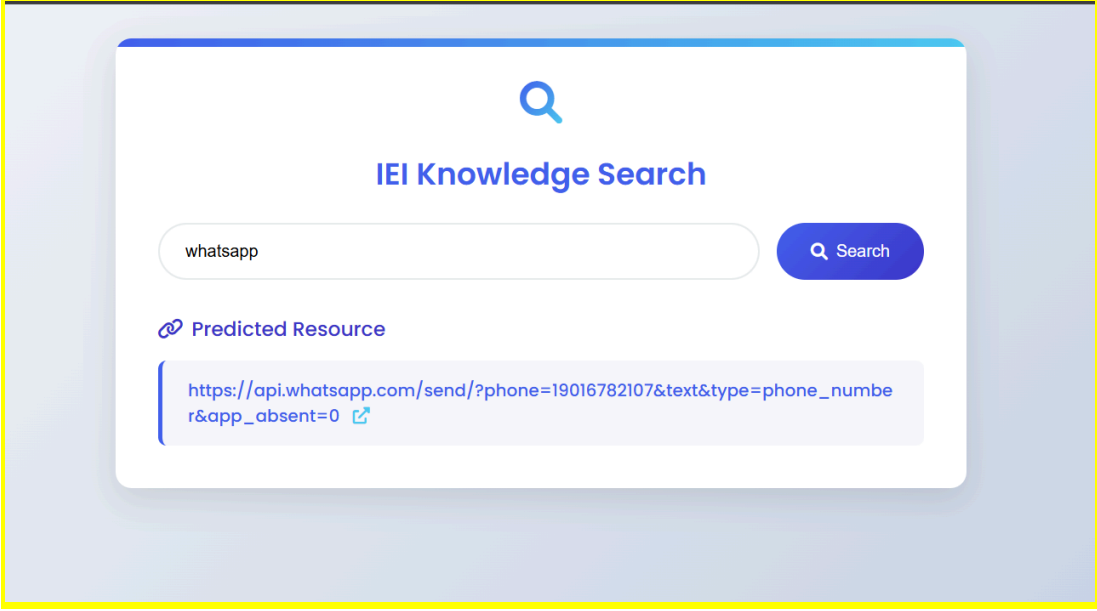 IEI Knowledge Search
whatsapp
Search
Predicted Resource
https://api.whatsapp.com/send/?phone=19016782107&text&type=phone_numbe
r&app_absent=0